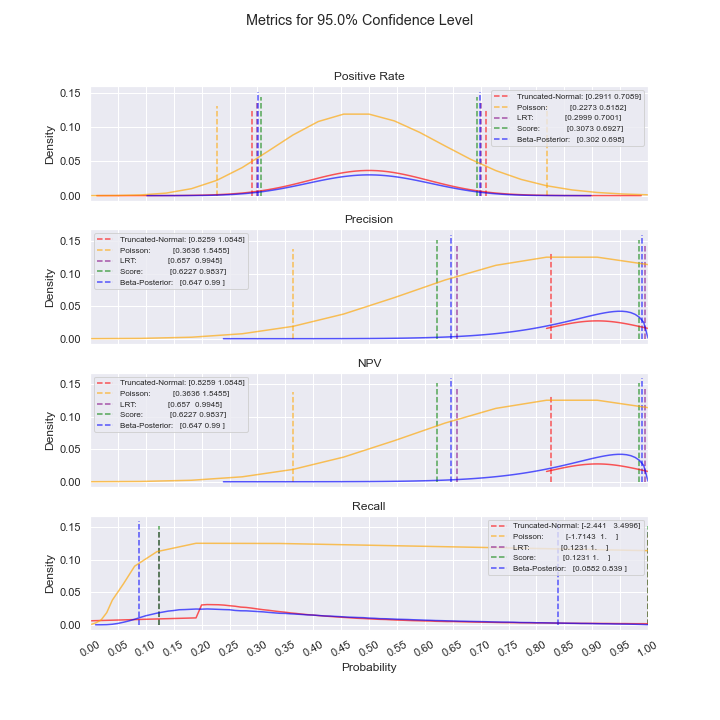 Metrics for 95.0% Confidence Level
Positive Rate
0.15
0.10
0.05
0.00
Density
Truncated-Normal: [0.2911 0.7089]
Poisson: [0.2273 0.8182]
LRT: [0.2999 0.7001]
Score: [0.3073 0.6927]
Beta-Posterior: [0.302 0.698]
Precision
0.15
0.10
0.05
0.00
Density
Truncated-Normal: [0.8259 1.0548]
Poisson: [0.3636 1.5455]
LRT: [0.657 0.9945]
Score: [0.6227 0.9837]
Beta-Posterior: [0.647 0.99 ]
NPV
0.15
0.10
0.05
0.00
Density
Truncated-Normal: [0.8259 1.0548]
Poisson: [0.3636 1.5455]
LRT: [0.657 0.9945]
Score: [0.6227 0.9837]
Beta-Posterior: [0.647 0.99 ]
Recall
0.15
0.10
0.05
0.00
Density
Truncated-Normal: [-2.441 3.4996]
Poisson: [-1.7143 1. ]
LRT: [0.1231 1. ]
Score: [0.1231 1. ]
Beta-Posterior: [0.0852 0.839 ]
0.00 0.05 0.10 0.15 0.20 0.25 0.30 0.35 0.40 0.45 0.50 0.55 0.60 0.65 0.70 0.75 0.80 0.85 0.90 0.95 1.00
Probability